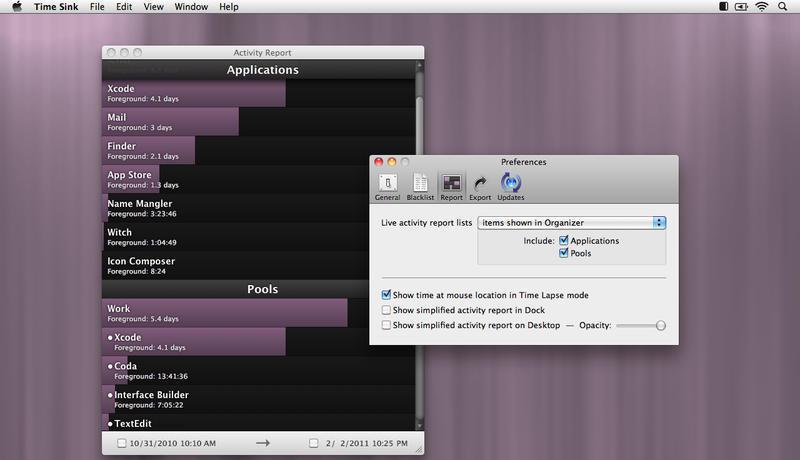 Time Sink File Edit View Window Help
Activity Report
Applications
Xcode
Foreground: 4.1 days
Mail
Foreground: 3 days
Finder
Foreground: 2.1 days
App Store
Foreground: 1.3 days
Name Mangler
Foreground: 3:23:46
Witch
Foreground: 1:04:49
Icon Composer
Foreground: 8:24
Pools
Work
Foreground: 5.4 days
Xcode
Foreground: 4.1 days
Coda
Foreground: 13:41:36
Interface Builder
Foreground: 7:05:22
TextEdit
10/31/2010 10:10 AM → 2/ 2/2011 10:25 PM
Preferences
General Blacklist Report Export Updates
Live activity report lists items shown in Organizer
Include: Applications
Pools
Show time at mouse location in Time Lapse mode
Show simplified activity report in Dock
Show simplified activity report on Desktop — Opacity: